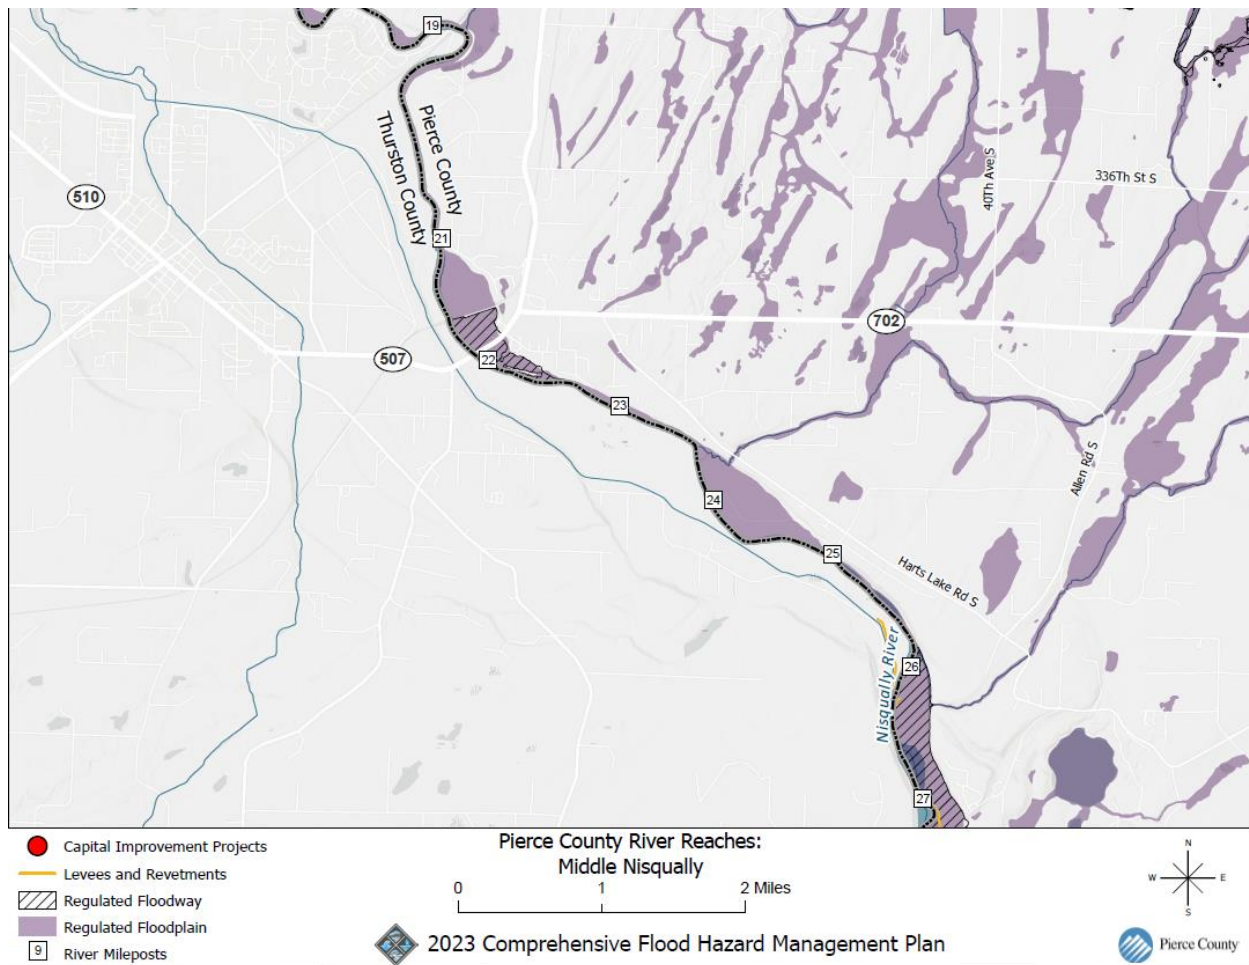 19
Pierce County
Thurston County
510
40Th Ave S
336Th St S
21
702
507
22
23
24
25
Allen Rd S
Harts Lake Rd S
Nisqually River
26
27
Capital Improvement Projects
Levees and Revetments
Regulated Floodway
Regulated Floodplain
9 River Mileposts
Pierce County River Reaches:
Middle Nisqually
0 1 2 Miles
2023 Comprehensive Flood Hazard Management Plan
N
W E
S
Pierce County